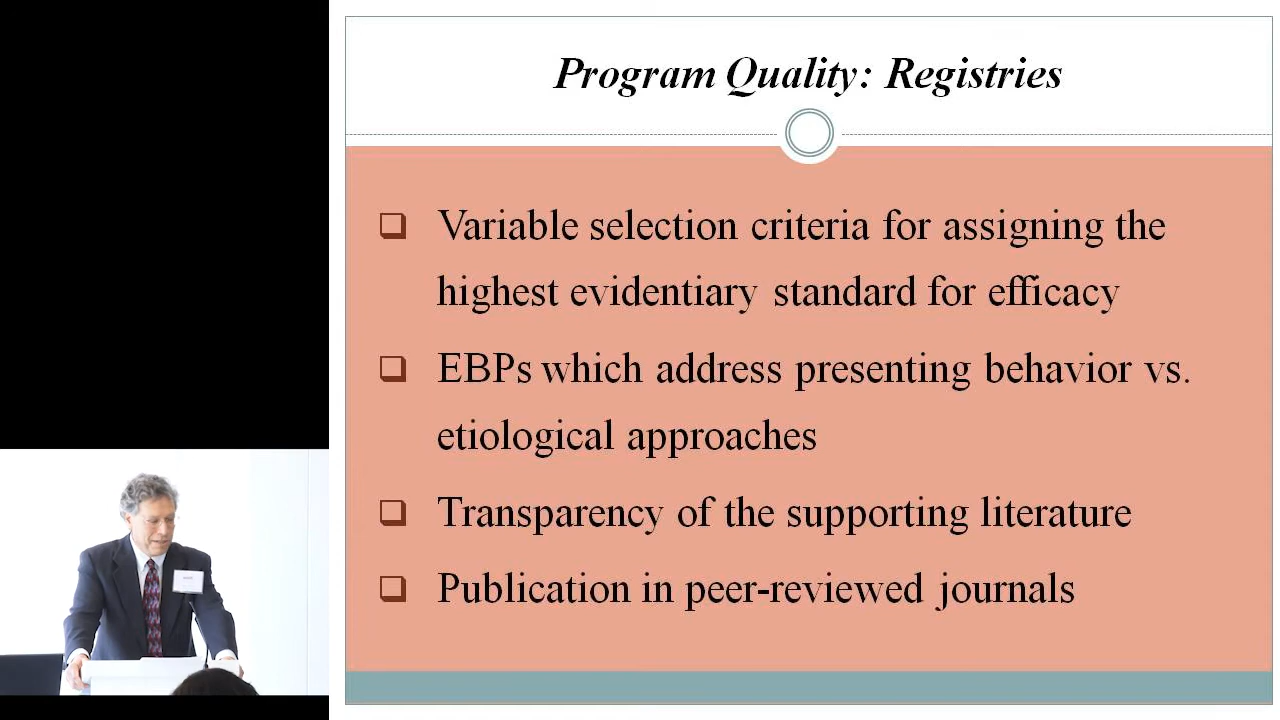 Program Quality: Registries
Variable selection criteria for assigning the
highest evidentiary standard for efficacy
EBPs which address presenting behavior vs.
etiological approaches
Transparency of the supporting literature
Publication in peer-reviewed journals